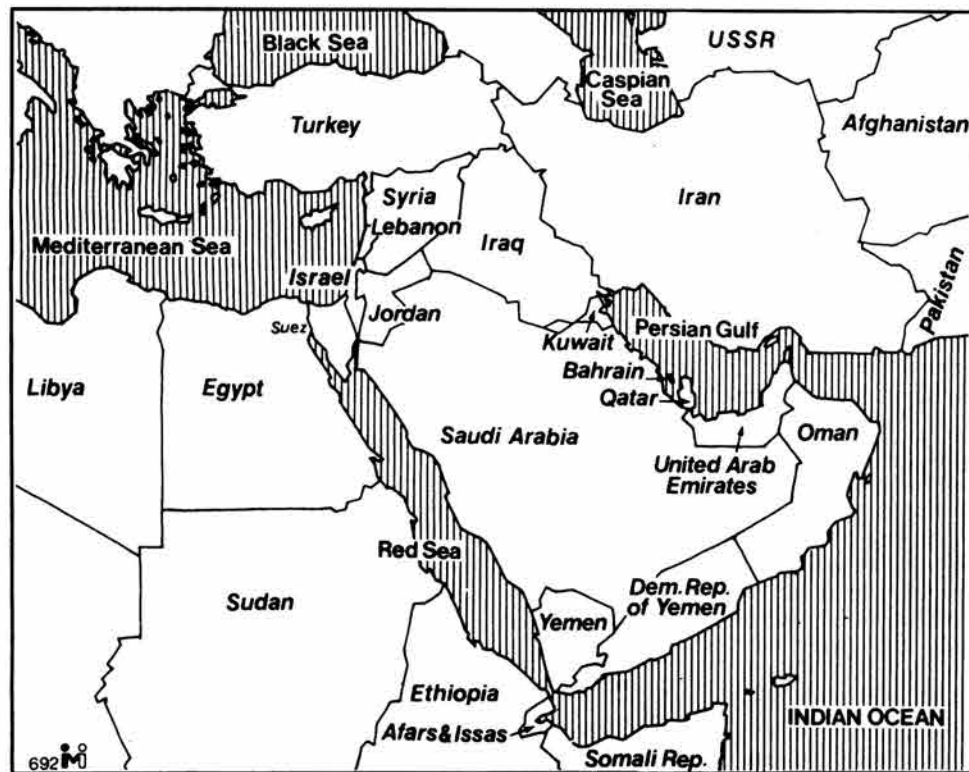 USSR
Black Sea
Caspian
Sea
Turkey
Afghanistan
Syria
Iran
Lebanon
Iraq
Mediterranean Sea
Israel
Jordan
Suez
Pakistan
Kuwait
Persian Gulf
Bahrain
Qatar
Libya
Egypt
Saudi Arabia
Oman
United Arab
Emirates
Red Sea
Sudan
Dem. Rep.
of Yemen
Yemen
Ethiopia
Afars & Issas
INDIAN OCEAN
Somali Rep.
692